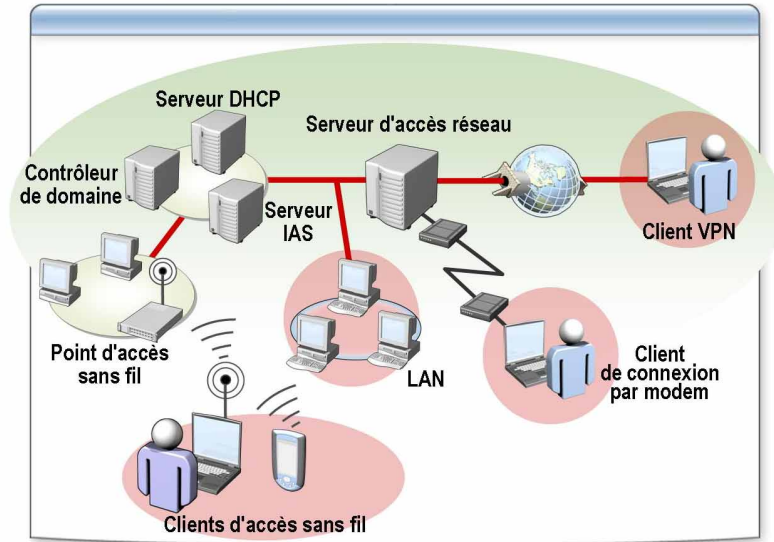 Serveur DHCP
Serveur d'accès réseau
Contrôleur
de domaine
Serveur
IAS
Client VPN
Point d'accès
sans fil
LAN
Client
de connexion
par modem
Clients d'accès sans fil